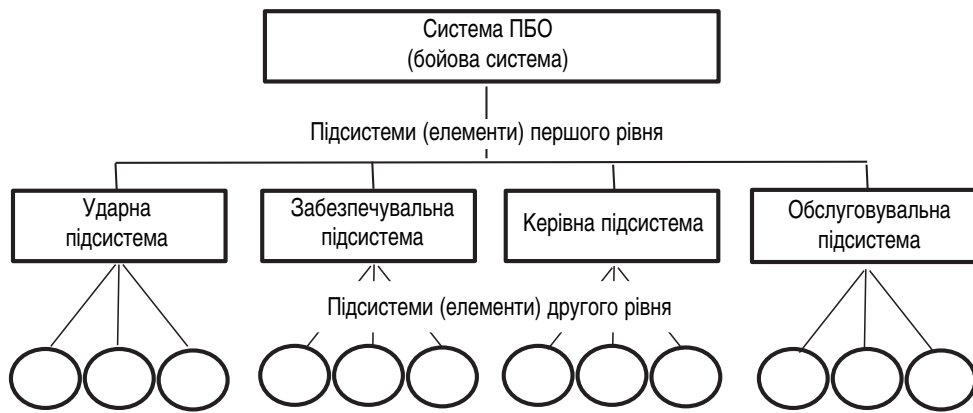 Система ПБО
(бойова система)
Підсистеми (елементи) першого рівня
Ударна
підсистема
Забезпечувальна
підсистема
Керівна підсистема
Обслуговувальна
підсистема
Підсистеми (елементи) другого рівня